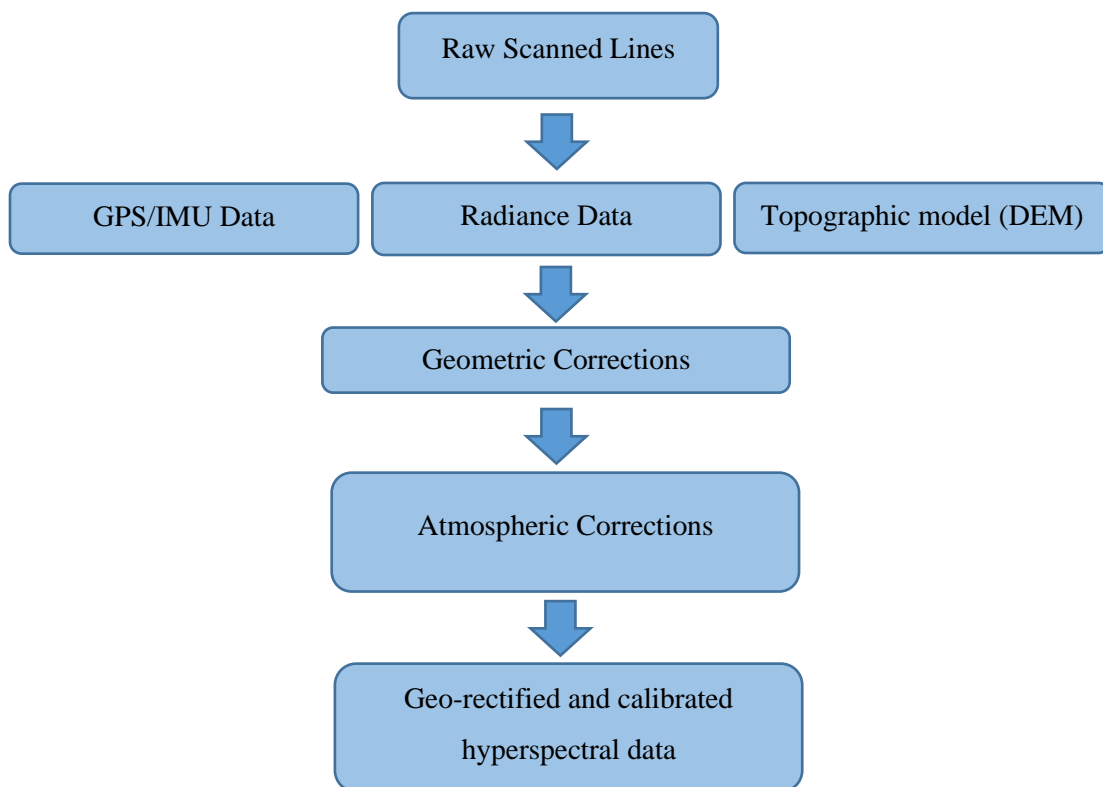 Raw Scanned Lines
GPS/IMU Data
Radiance Data
Topographic model (DEM)
Geometric Corrections
Atmospheric Corrections
Geo-rectified and calibrated
hyperspectral data